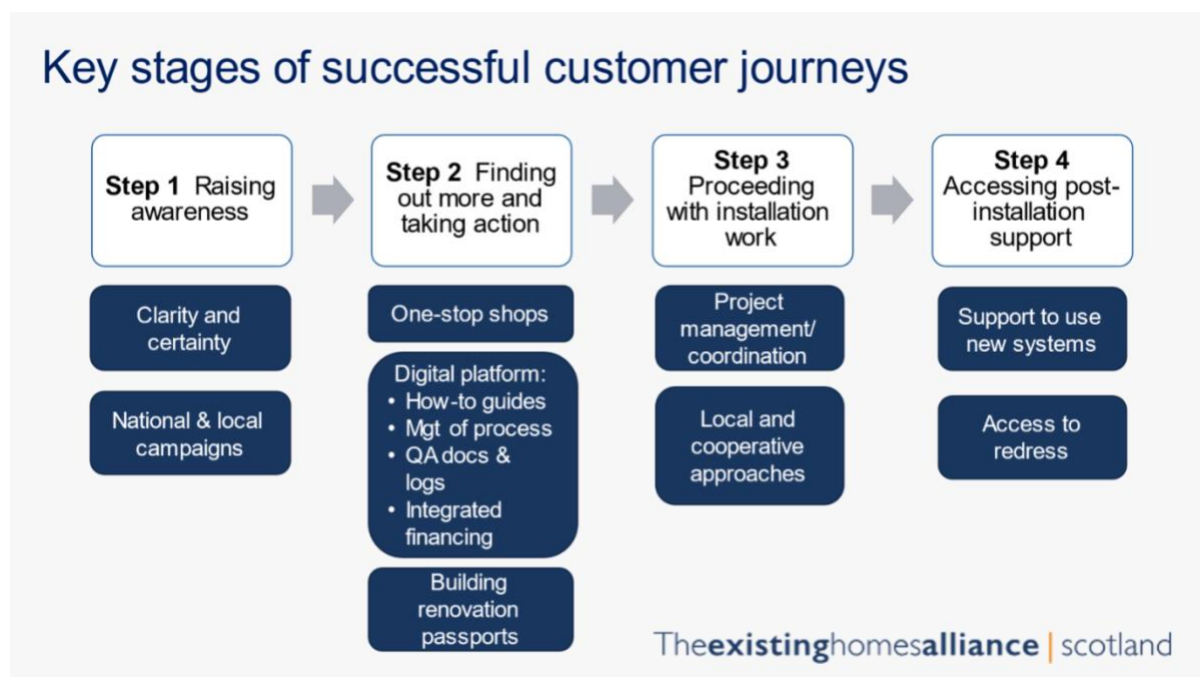 Key stages of successful customer journeys
Step 1 Raising
awareness
Step 2 Finding
out more and
taking action
Step 3
Proceeding
with installation
work
Step 4
Accessing post-
installation
support
Clarity and
certainty
National & local
campaigns
One-stop shops
Digital platform:
• How-to guides
• Mgt of process
• QA docs &
logs
• Integrated
financing
Building
renovation
passports
Project
management/
coordination
Local and
cooperative
approaches
Support to use
new systems
Access to
redress
Theexistinghomesalliance | scotland